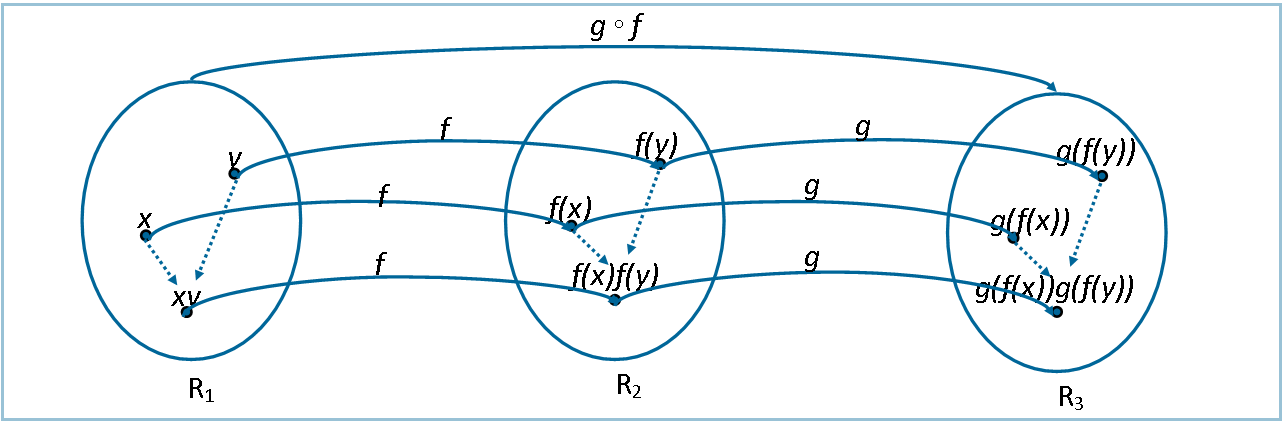 g ∘ f
f
g
y
f(y)
g(f(y))
f
g
x
f(x)
g(f(x))
f
g
xy
f(x)f(y)
g(f(x))g(f(y))
R₁
R₂
R₃